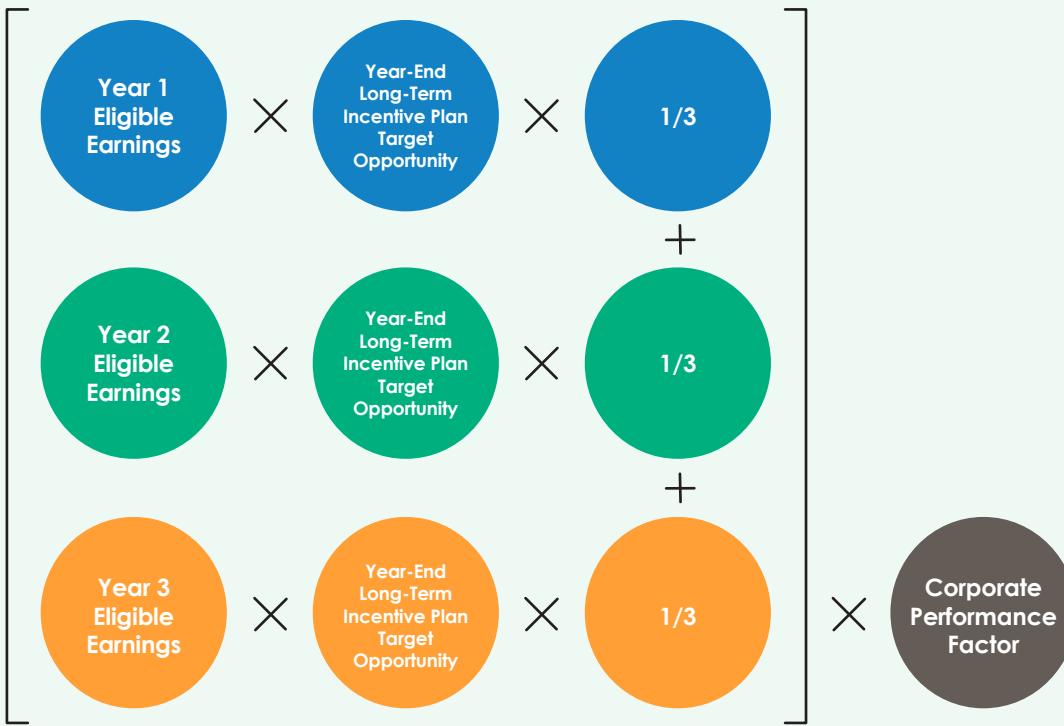 Year 1
Eligible
Earnings
×
Year-End
Long-Term
Incentive Plan
Target
Opportunity
×
1/3
+
Year 2
Eligible
Earnings
×
Year-End
Long-Term
Incentive Plan
Target
Opportunity
×
1/3
+
Year 3
Eligible
Earnings
×
Year-End
Long-Term
Incentive Plan
Target
Opportunity
×
1/3
×
Corporate
Performance
Factor